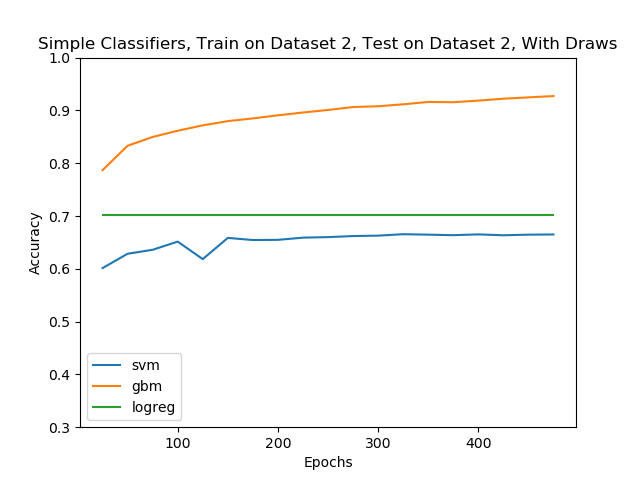 Simple Classifiers, Train on Dataset 2, Test on Dataset 2, With Draws
1.0
0.9
0.8
0.7
0.6
0.5
0.4
0.3
Accuracy
svm
gbm
logreg
100 200 300 400
Epochs